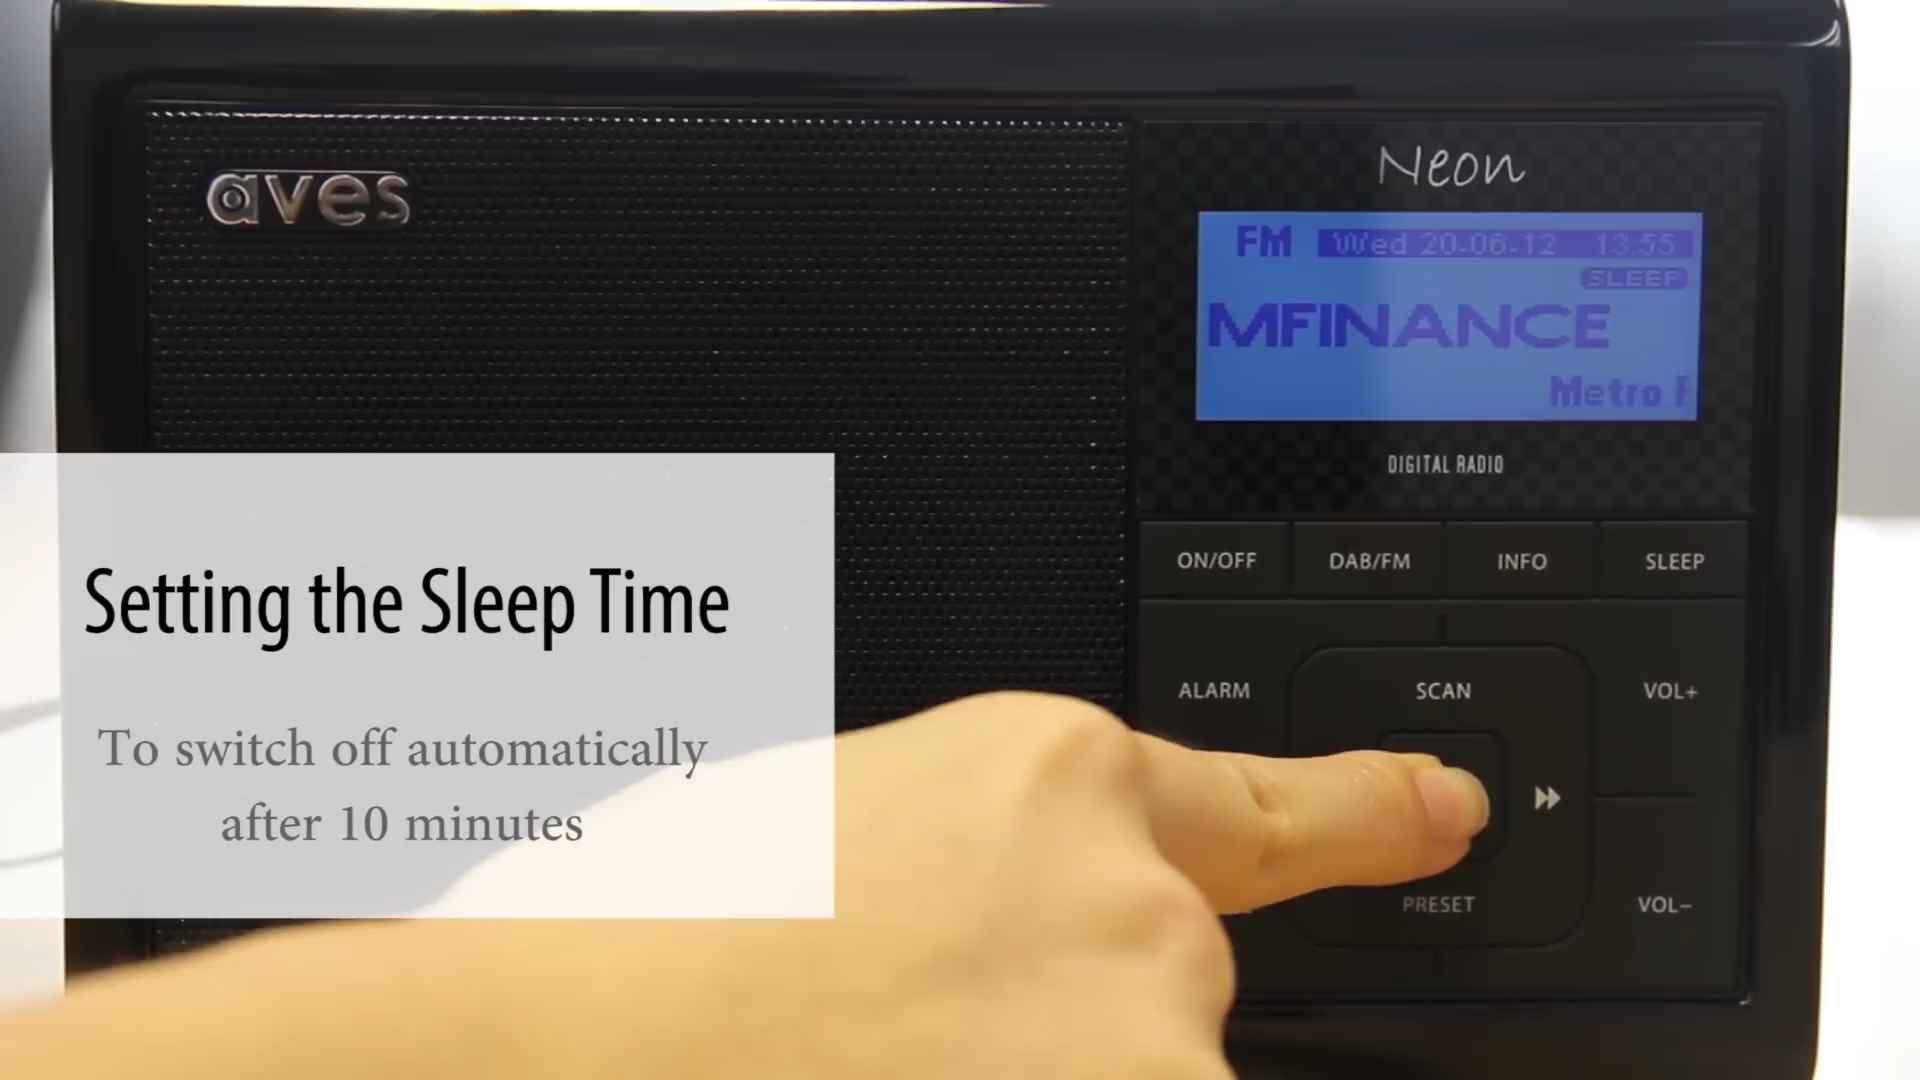 aves
Neon
FM Wed 20-06-12 13:55
SLEEP
MFINANCE
Metro F
DIGITAL RADIO
ON/OFF DAB/FM INFO SLEEP
ALARM SCAN VOL+
PRESET VOL-
Setting the Sleep Time
To switch off automatically
after 10 minutes